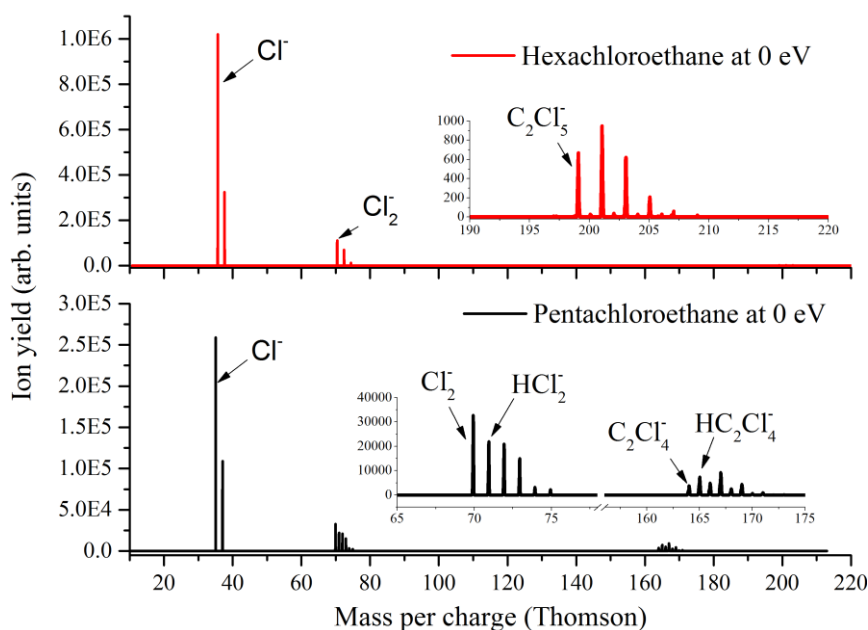 Ion yield (arb. units)
1.0E6
8.0E5
6.0E5
4.0E5
2.0E5
0.0
Cl⁻
Cl₂⁻
Hexachloroethane at 0 eV
C₂Cl₅⁻
1000
800
600
400
200
0
190 195 200 205 210 215 220
3.0E5
2.5E5
2.0E5
1.5E5
1.0E5
5.0E4
0.0
Cl⁻
Pentachloroethane at 0 eV
Cl₂⁻
HCl₂⁻
C₂Cl₄⁻
HC₂Cl₄⁻
40000
30000
20000
10000
0
65 70 75 160 165 170 175
20 40 60 80 100 120 140 160 180 200 220
Mass per charge (Thomson)